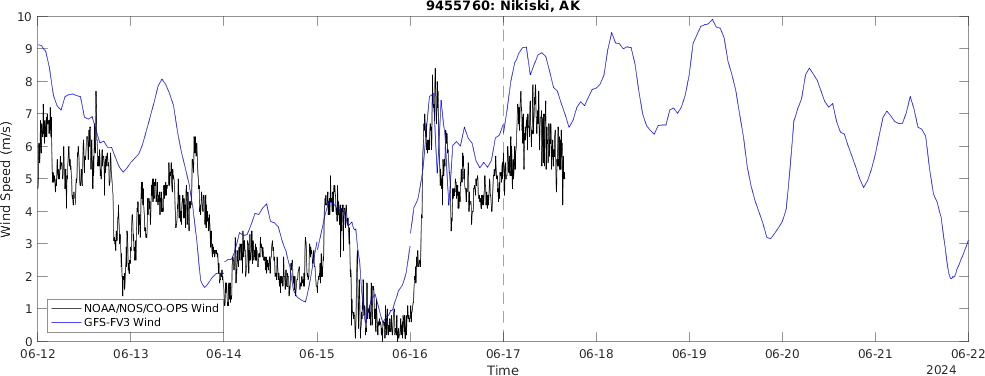 9455760: Nikiski, AK
Wind Speed (m/s)
10
9
8
7
6
5
4
3
2
1
0
NOAA/NOS/CO-OPS Wind
GFS-FV3 Wind
06-12 06-13 06-14 06-15 06-16 06-17 06-18 06-19 06-20 06-21 06-22
Time
2024